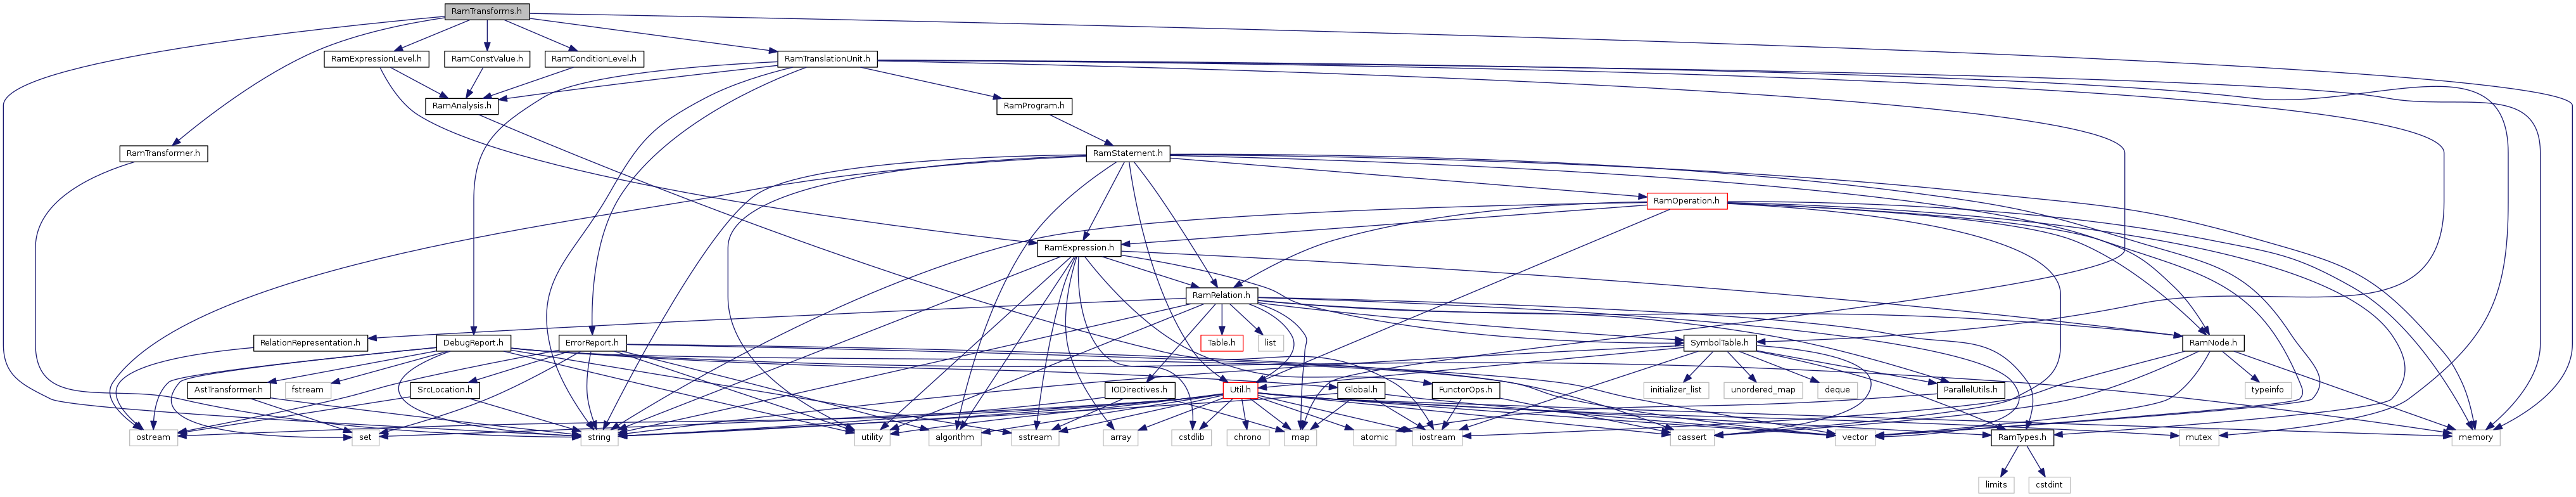 RamTransforms.h
RamExpressionLevel.h
RamConstValue.h
RamConditionLevel.h
RamTranslationUnit.h
RamAnalysis.h
RamProgram.h
RamTransformer.h
RamStatement.h
RamOperation.h
RamExpression.h
RamRelation.h
RelationRepresentation.h
DebugReport.h
ErrorReport.h
Table.h
list
SymbolTable.h
RamNode.h
AstTransformer.h
fstream
SrcLocation.h
IODirectives.h
Util.h
Global.h
FunctorOps.h
initializer_list
unordered_map
deque
ParallelUtils.h
typeinfo
ostream
set
string
utility
algorithm
sstream
array
cstdlib
chrono
map
atomic
iostream
cassert
vector
RamTypes.h
mutex
memory
limits
cstdint